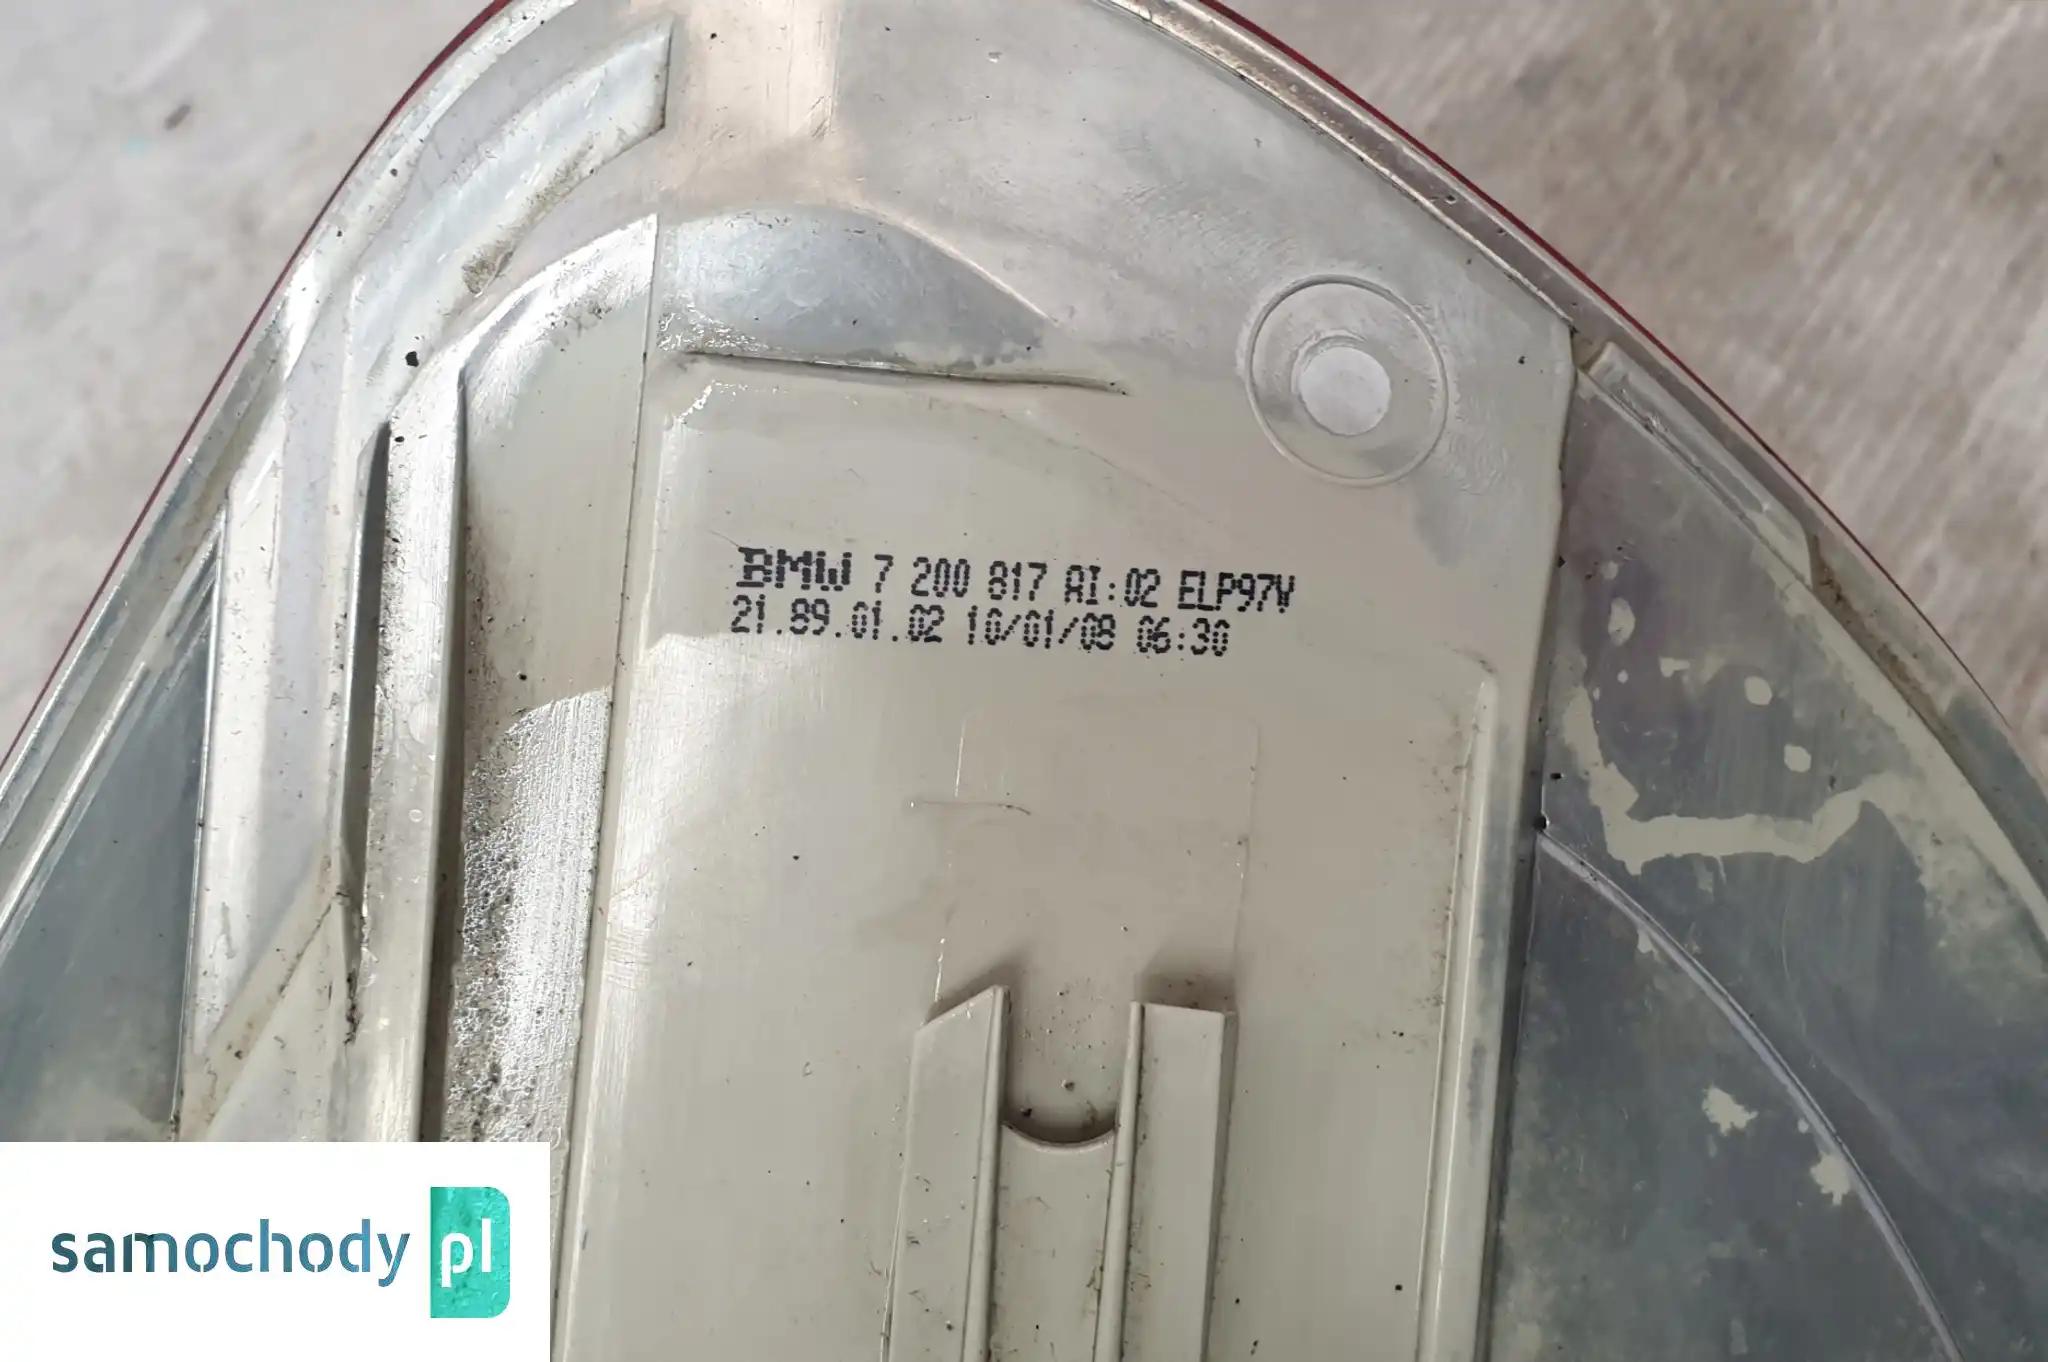 BMW 7 200 817 AI:02 ELP97V
21.89.01.02 10/01/08 06:30
samochody pl